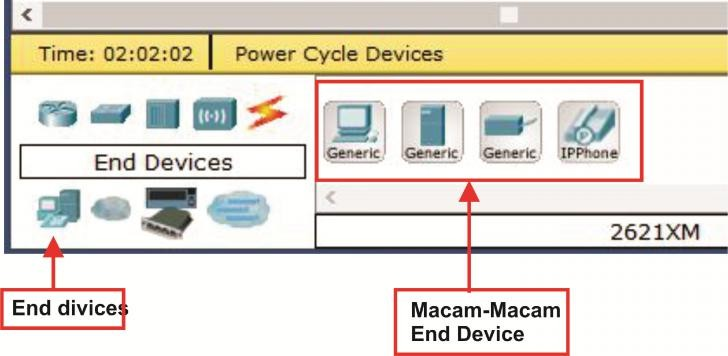 Time: 02:02:02 Power Cycle Devices
End Devices
Generic Generic Generic IPPhone
2621XM
End divices
Macam-Macam
End Device